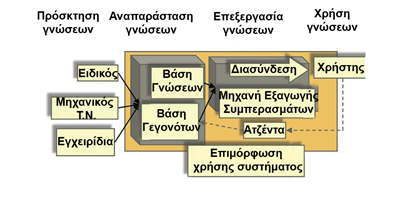 Πρόσκτηση
γνώσεων
Αναπαράσταση
γνώσεων
Επεξεργασία
γνώσεων
Χρήση
γνώσεων
Ειδικός
Μηχανικός
Τ.Ν.
Εγχειρίδια
Βάση
Γνώσεων
Βάση
Γεγονότων
Διασύνδεση
Μηχανή Εξαγωγής
Συμπερασμάτων
Ατζέντα
Επιμόρφωση
χρήσης συστήματος
Χρήστης